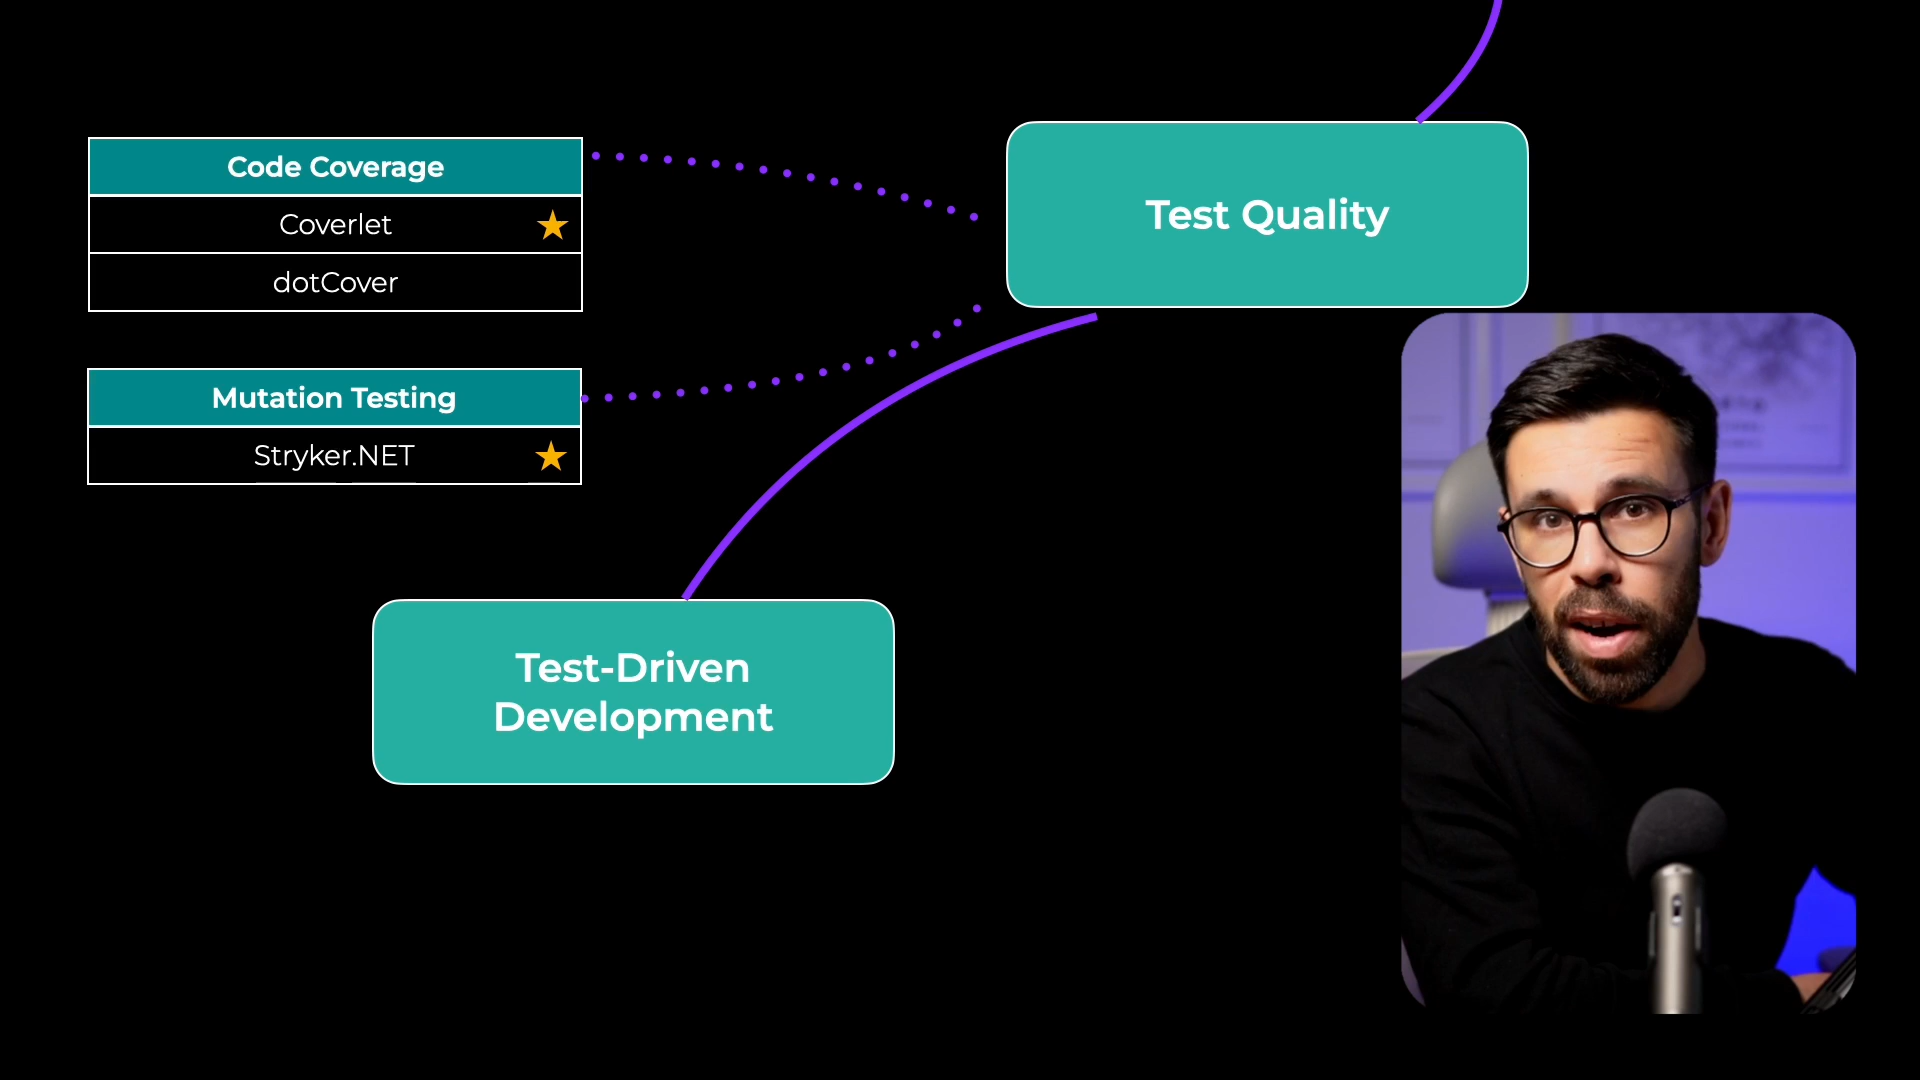 Code Coverage
Coverlet
dotCover
Mutation Testing
Stryker.NET
Test Quality
Test-Driven
Development